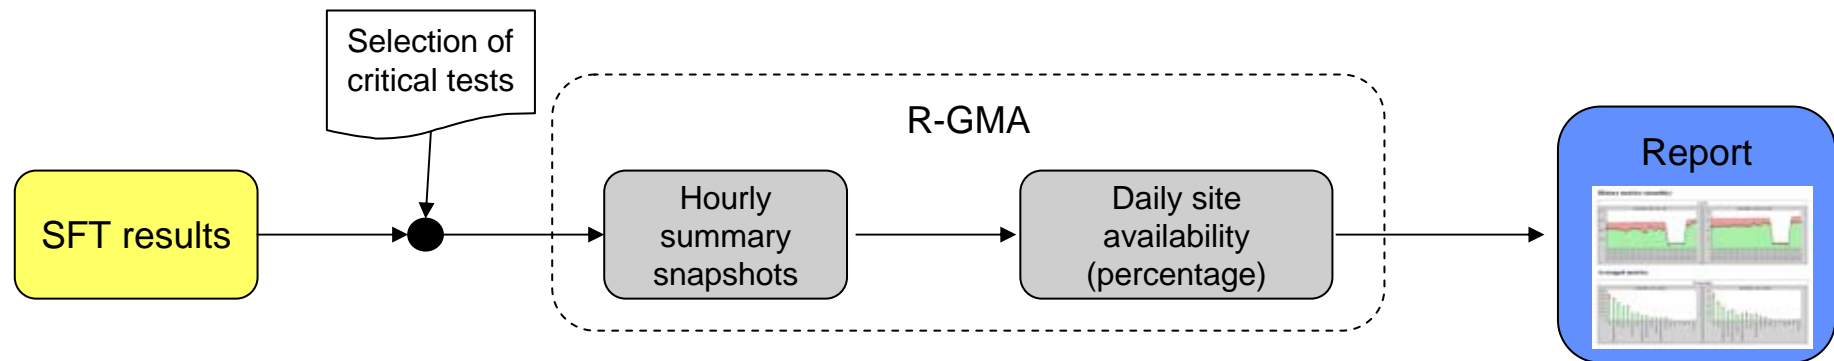 Selection of
critical tests
R-GMA
SFT results
Hourly
summary
snapshots
Daily site
availability
(percentage)
Report